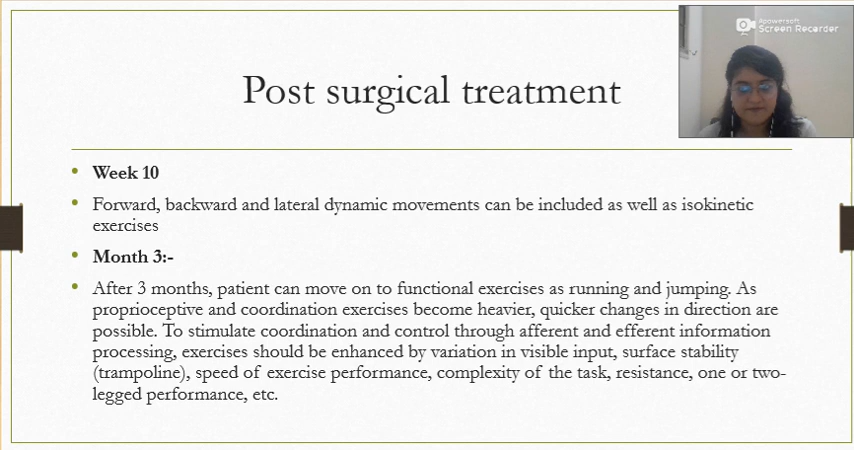 Apowersoft
Screen Recorder
Post surgical treatment
• Week 10
• Forward, backward and lateral dynamic movements can be included as well as isokinetic
exercises
• Month 3:-
• After 3 months, patient can move on to functional exercises as running and jumping. As
proprioceptive and coordination exercises become heavier, quicker changes in direction are
possible. To stimulate coordination and control through afferent and efferent information
processing, exercises should be enhanced by variation in visible input, surface stability
(trampoline), speed of exercise performance, complexity of the task, resistance, one or two-
legged performance, etc.